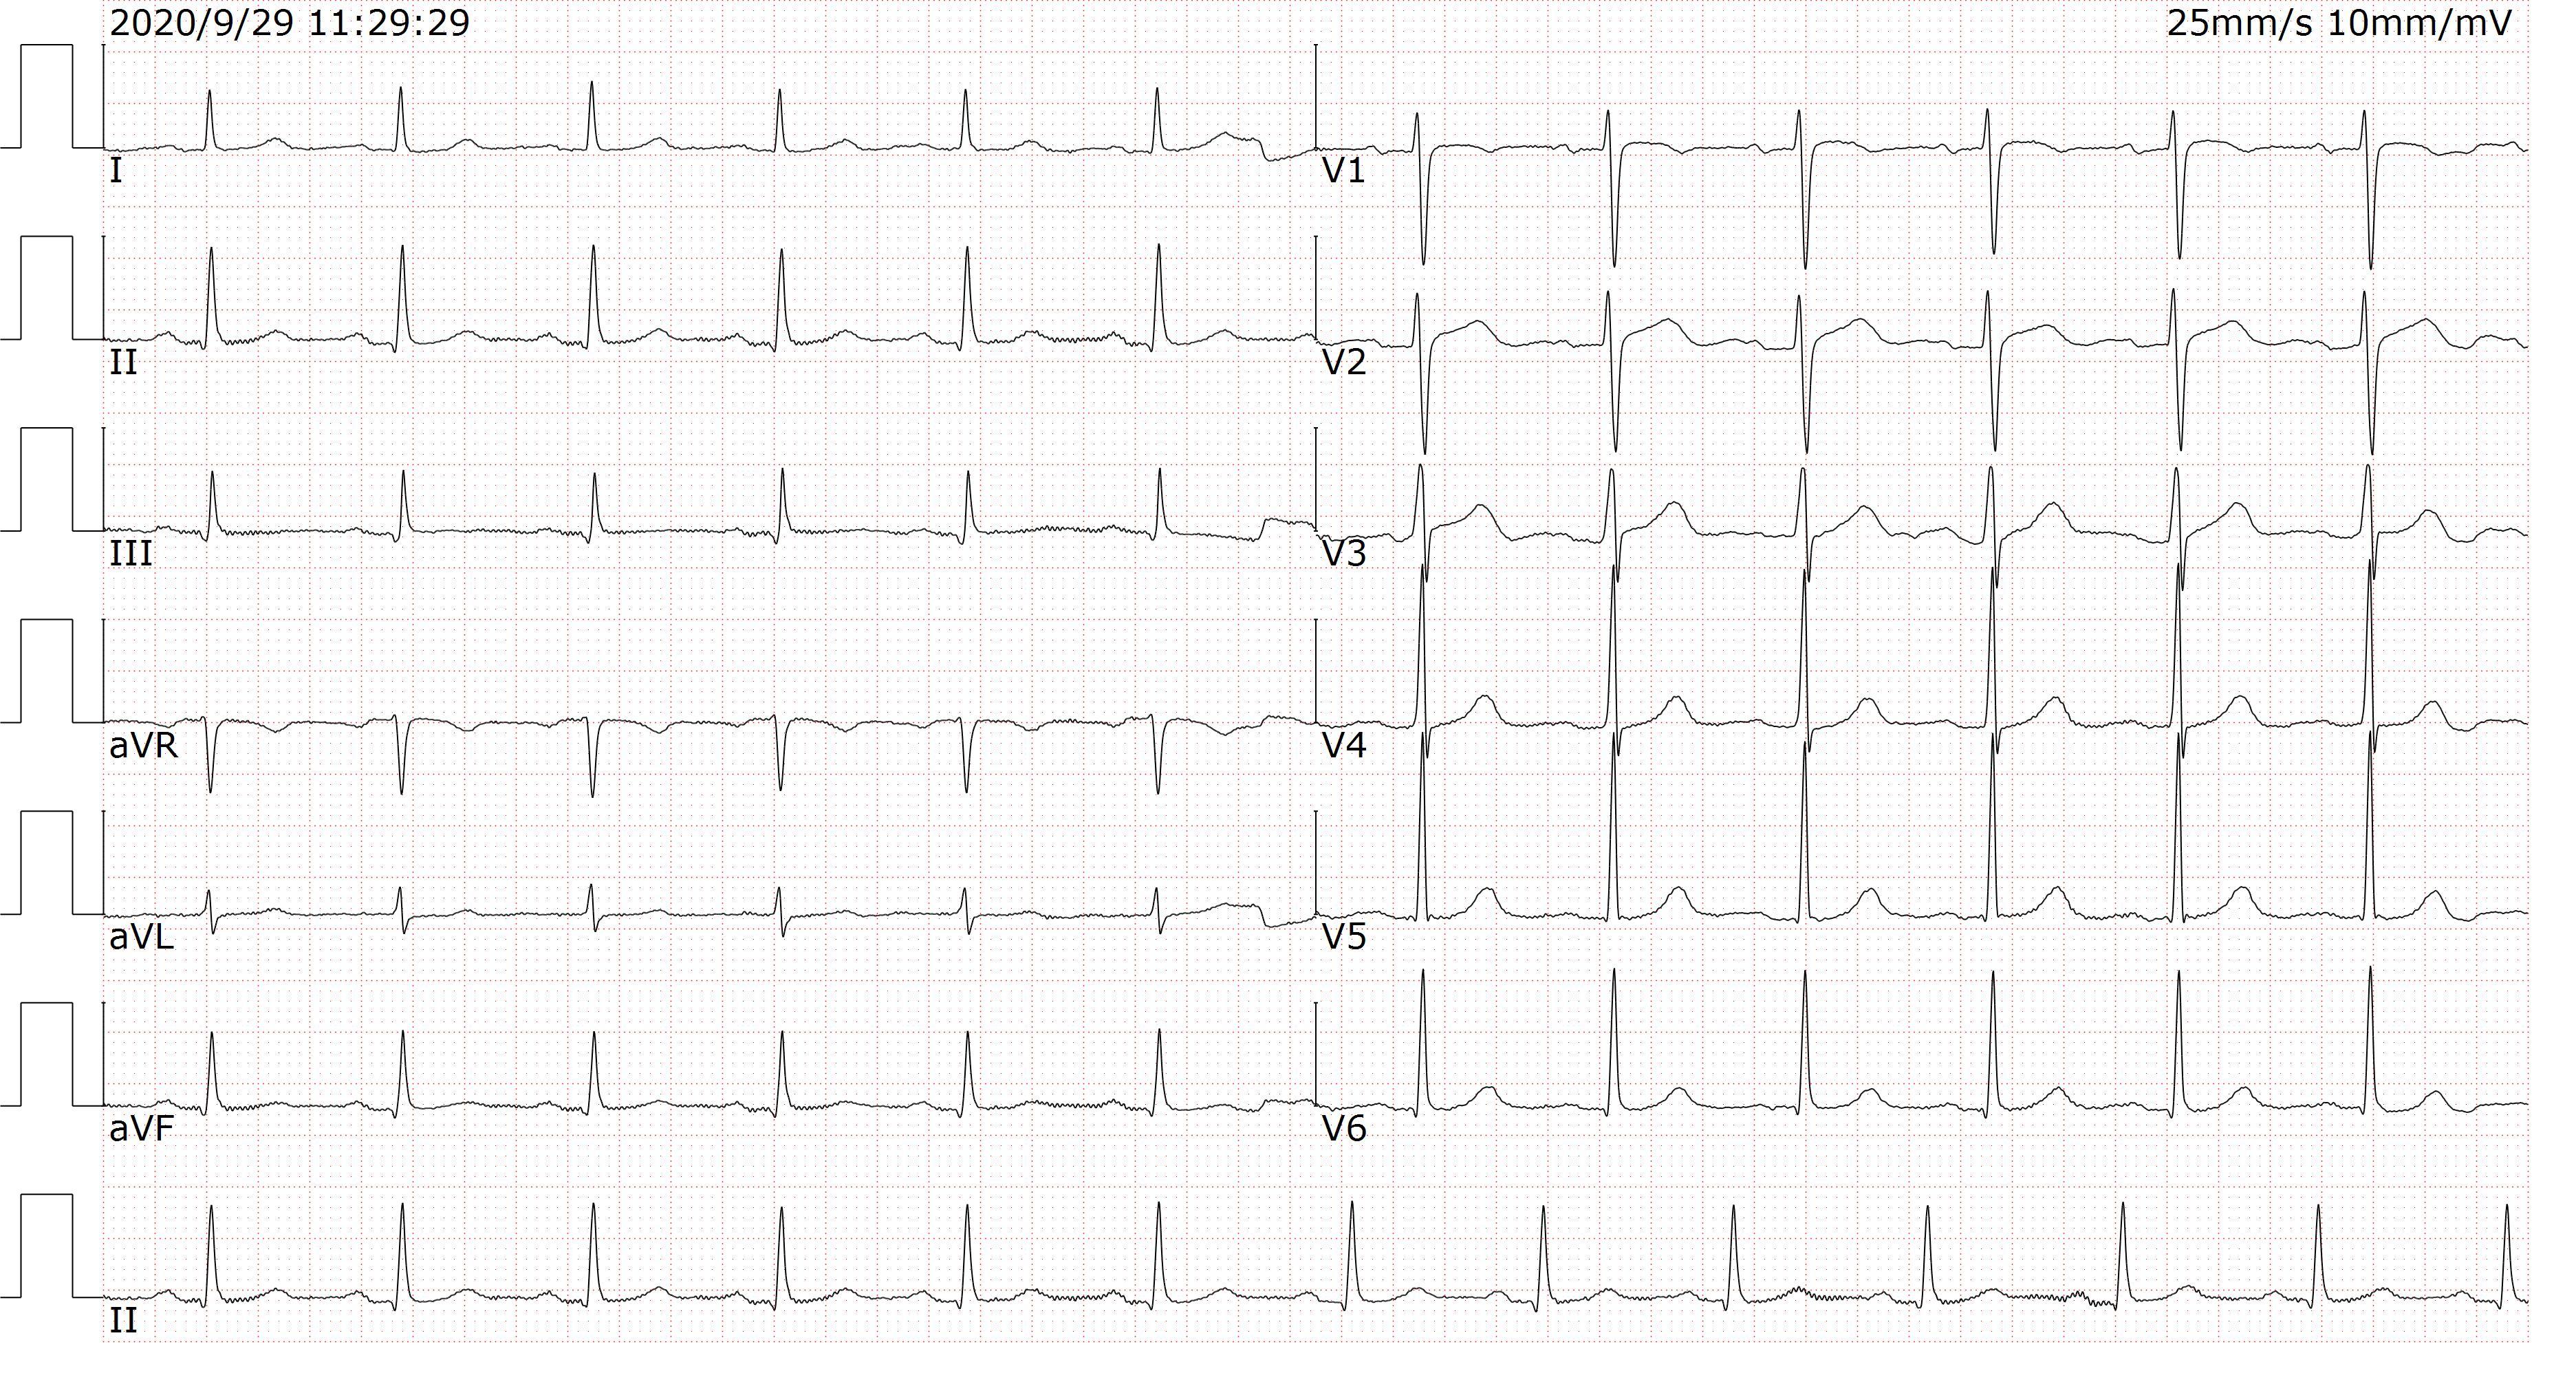 2020/9/29 11:29:29 25mm/s 10mm/mV
I V1
II V2
III V3
aVR V4
aVL V5
aVF V6
II